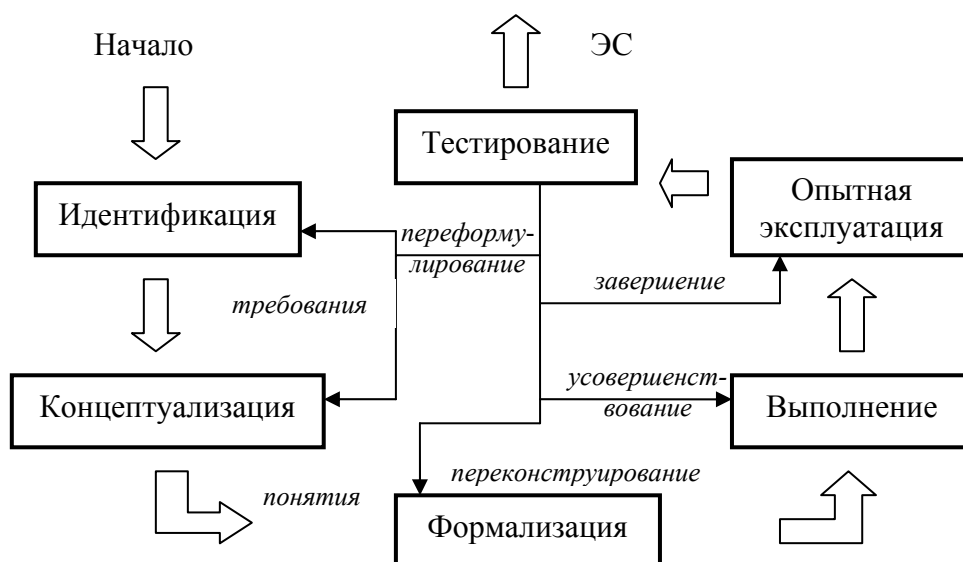 Начало
ЭС
Тестирование
Идентификация
Опытная
эксплуатация
переформу-
лирование
завершение
требования
Концептуализация
усовершенст-
вование
Выполнение
понятия
переконструирование
Формализация